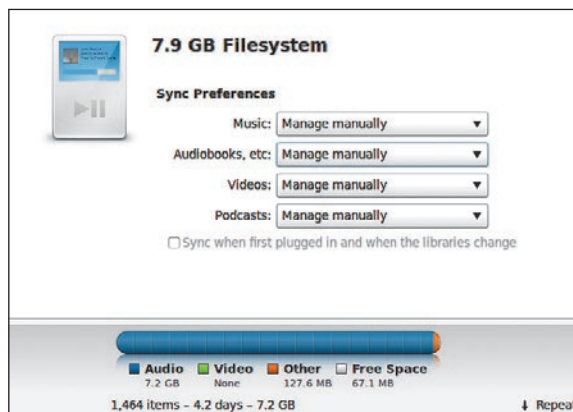 7.9 GB Filesystem
Sync Preferences
Music: Manage manually
Audiobooks, etc: Manage manually
Videos: Manage manually
Podcasts: Manage manually
Sync when first plugged in and when the libraries change
Audio Video Other Free Space
7.2 GB None 127.6 MB 67.1 MB
1,464 items – 4.2 days – 7.2 GB Repeat